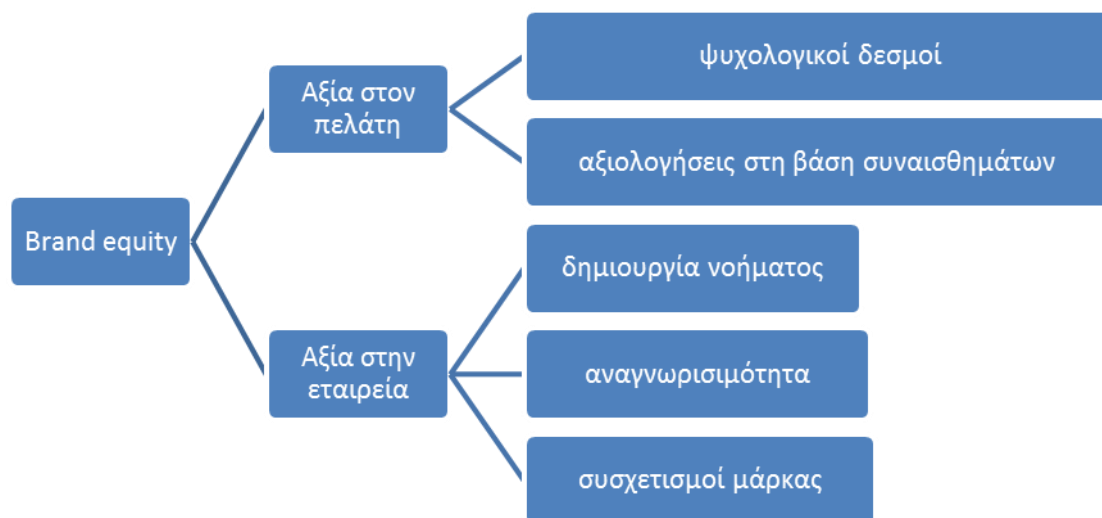 Brand equity
Αξία στον
πελάτη
ψυχολογικοί δεσμοί
αξιολογήσεις στη βάση συναισθημάτων
Αξία στην
εταιρεία
δημιουργία νοήματος
αναγνωρισιμότητα
συσχετισμοί μάρκας